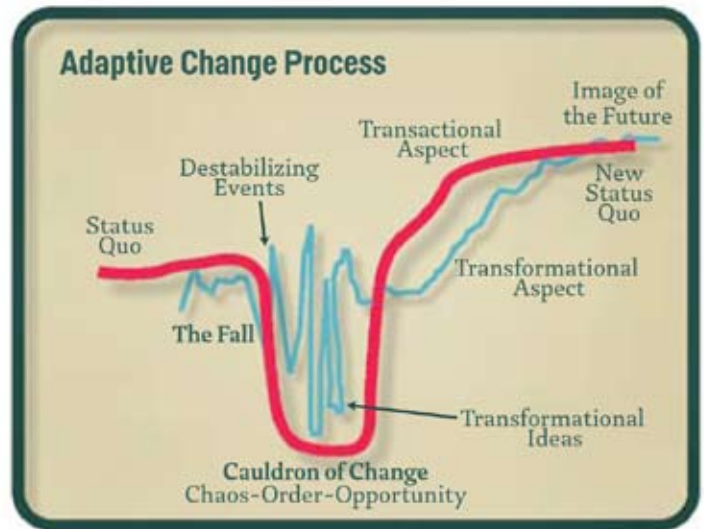 Adaptive Change Process
Image of
the Future
Transactional
Aspect
Destabilizing
Events
New
Status
Quo
Status
Quo
Transformational
Aspect
The Fall
Transformational
Ideas
Cauldron of Change
Chaos-Order-Opportunity